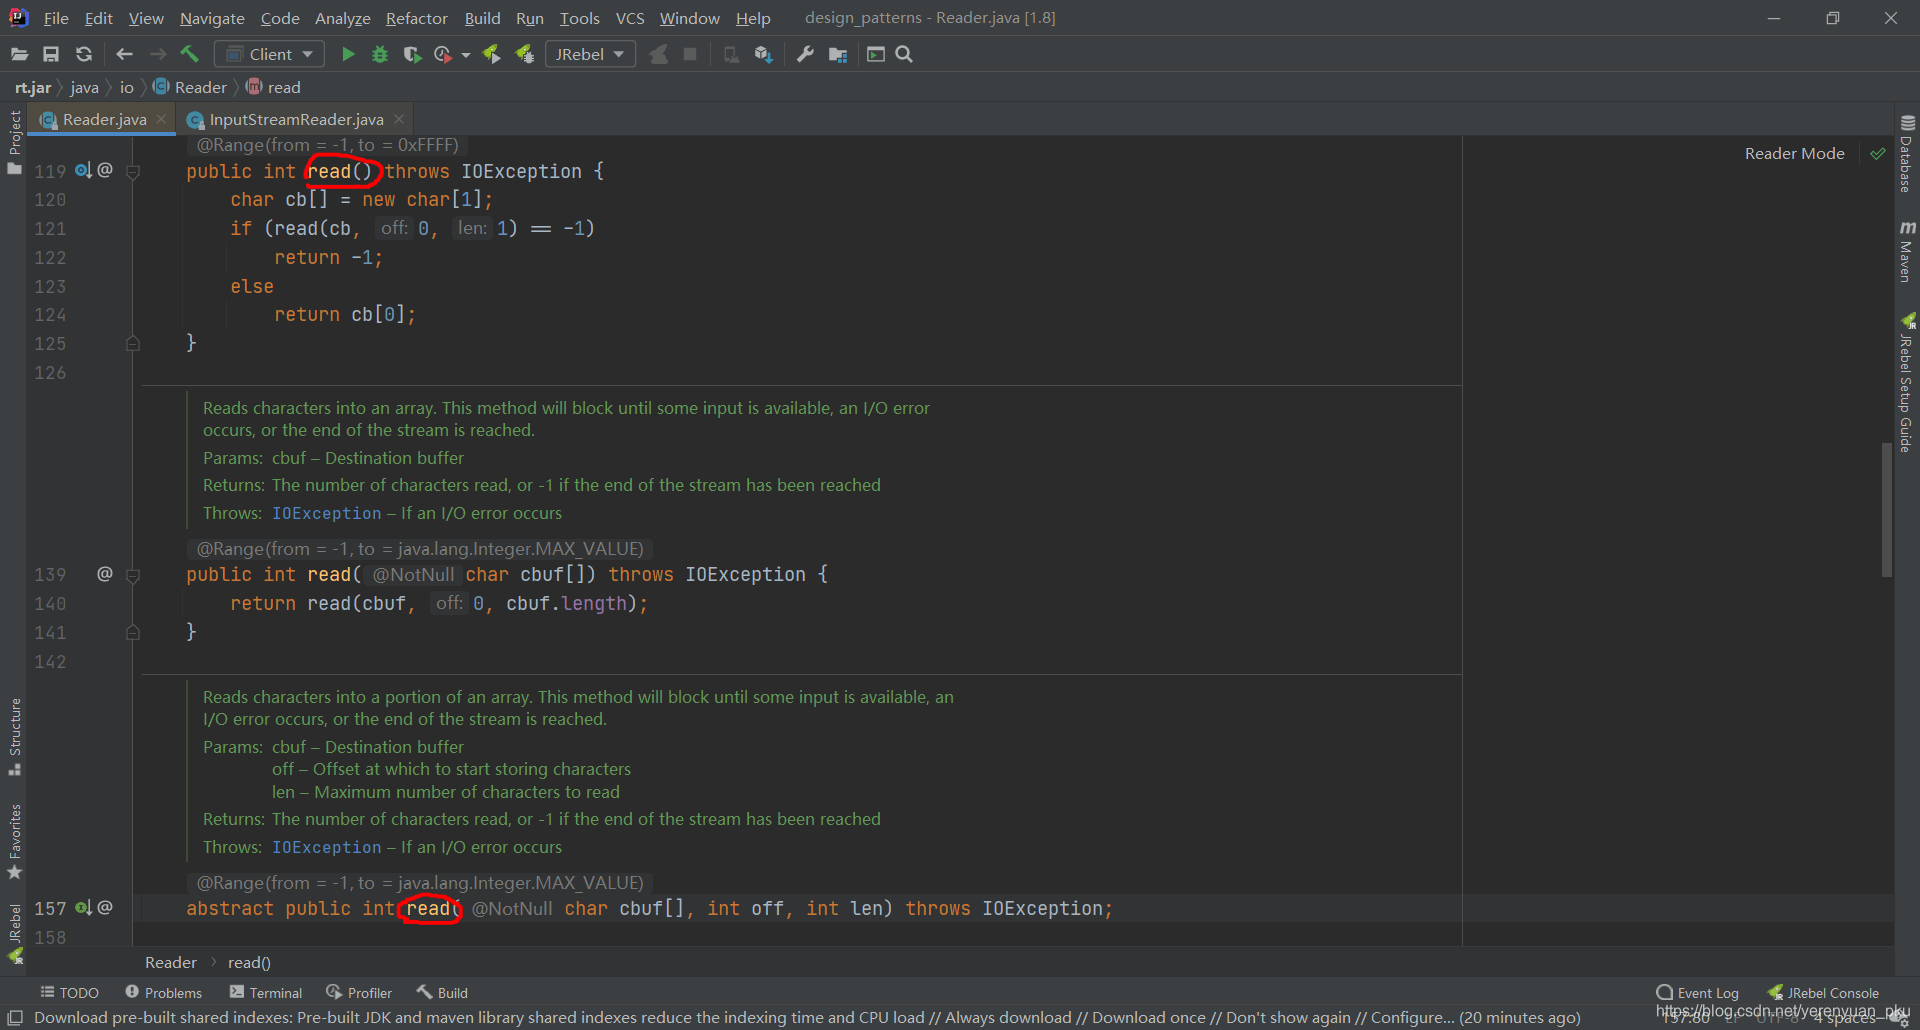 File Edit View Navigate Code Analyze Refactor Build Run Tools VCS Window Help design_patterns - Reader.java [1.8]
Client JRebel
rt.jar java io Reader read
Reader.java InputStreamReader.java
@Range(from = -1, to = 0xFFFF)
Reader Mode
119 public int read() throws IOException {
120 char cb[] = new char[1];
121 if (read(cb, off: 0, len: 1) == -1)
122 return -1;
123 else
124 return cb[0];
125 }
126
Reads characters into an array. This method will block until some input is available, an I/O error
occurs, or the end of the stream is reached.
Params: cbuf – Destination buffer
Returns: The number of characters read, or -1 if the end of the stream has been reached
Throws: IOException – If an I/O error occurs
@Range(from = -1, to = java.lang.Integer.MAX_VALUE)
139 @ public int read( @NotNull char cbuf[]) throws IOException {
140 return read(cbuf, off: 0, cbuf.length);
141 }
142
Reads characters into a portion of an array. This method will block until some input is available, an
I/O error occurs, or the end of the stream is reached.
Params: cbuf – Destination buffer
off – Offset at which to start storing characters
len – Maximum number of characters to read
Returns: The number of characters read, or -1 if the end of the stream has been reached
Throws: IOException – If an I/O error occurs
@Range(from = -1, to = java.lang.Integer.MAX_VALUE)
157 @ abstract public int read( @NotNull char cbuf[], int off, int len) throws IOException;
158
Reader read()
TODO Problems Terminal Profiler Build Event Log JRebel Console
Download pre-built shared indexes: Pre-built JDK and maven library shared indexes reduce the indexing time and CPU load // Always download // Download once // Don't show again // Configure... (20 minutes ago) 157:60 LF UTF-8 4 spaces
https://blog.csdn.net/yerenyuan_pku
Project
Structure
Favorites
JRebel
Database
Maven
JRebel Setup Guide